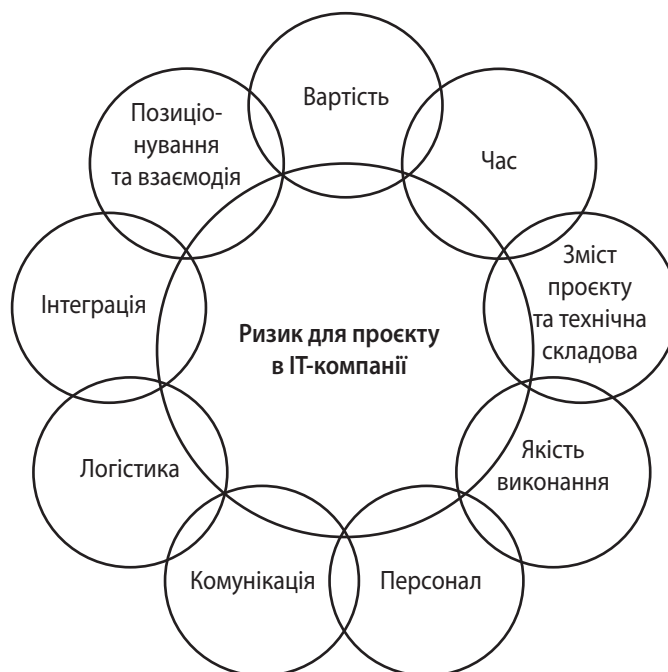 Вартість
Час
Зміст
проєкту
та технічна
складова
Якість
виконання
Персонал
Комунікація
Логістика
Інтеграція
Позиціо-
нування
та взаємодія
Ризик для проєкту
в ІТ-компанії